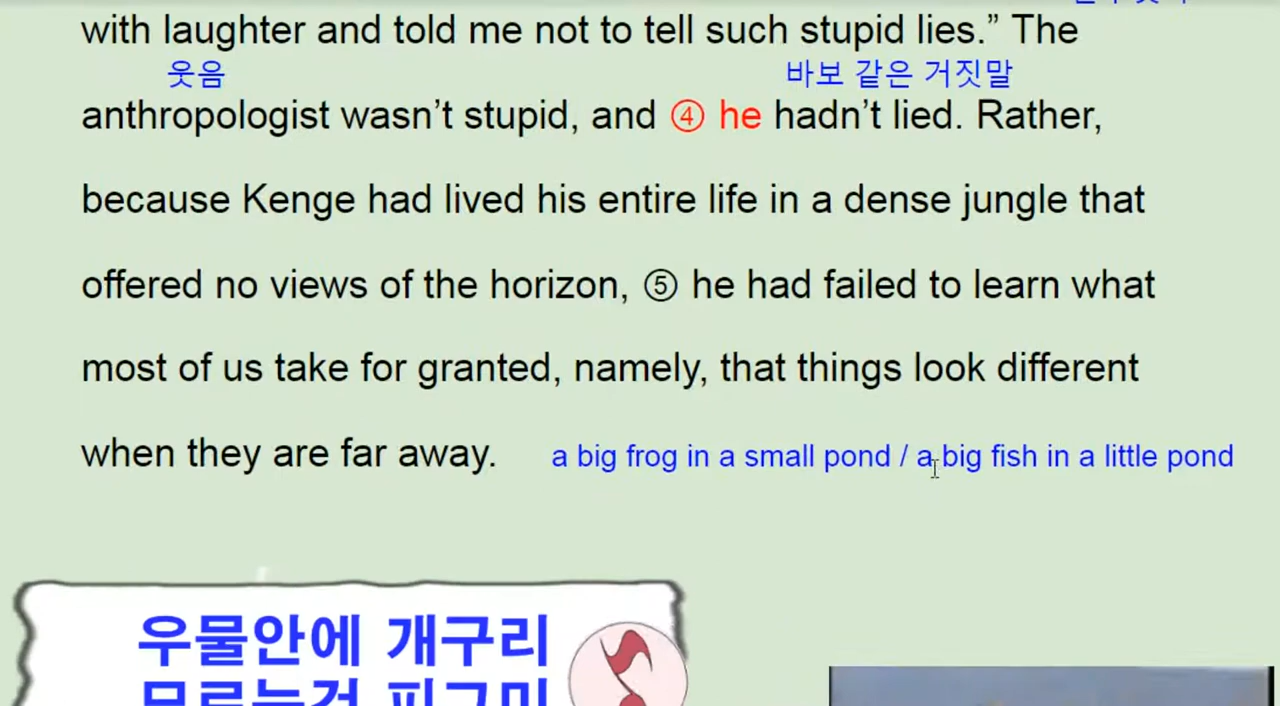 with laughter and told me not to tell such stupid lies.” The
웃음 바보 같은 거짓말
anthropologist wasn’t stupid, and ④ he hadn’t lied. Rather,
because Kenge had lived his entire life in a dense jungle that
offered no views of the horizon, ⑤ he had failed to learn what
most of us take for granted, namely, that things look different
when they are far away. a big frog in a small pond / a big fish in a little pond
우물안에 개구리